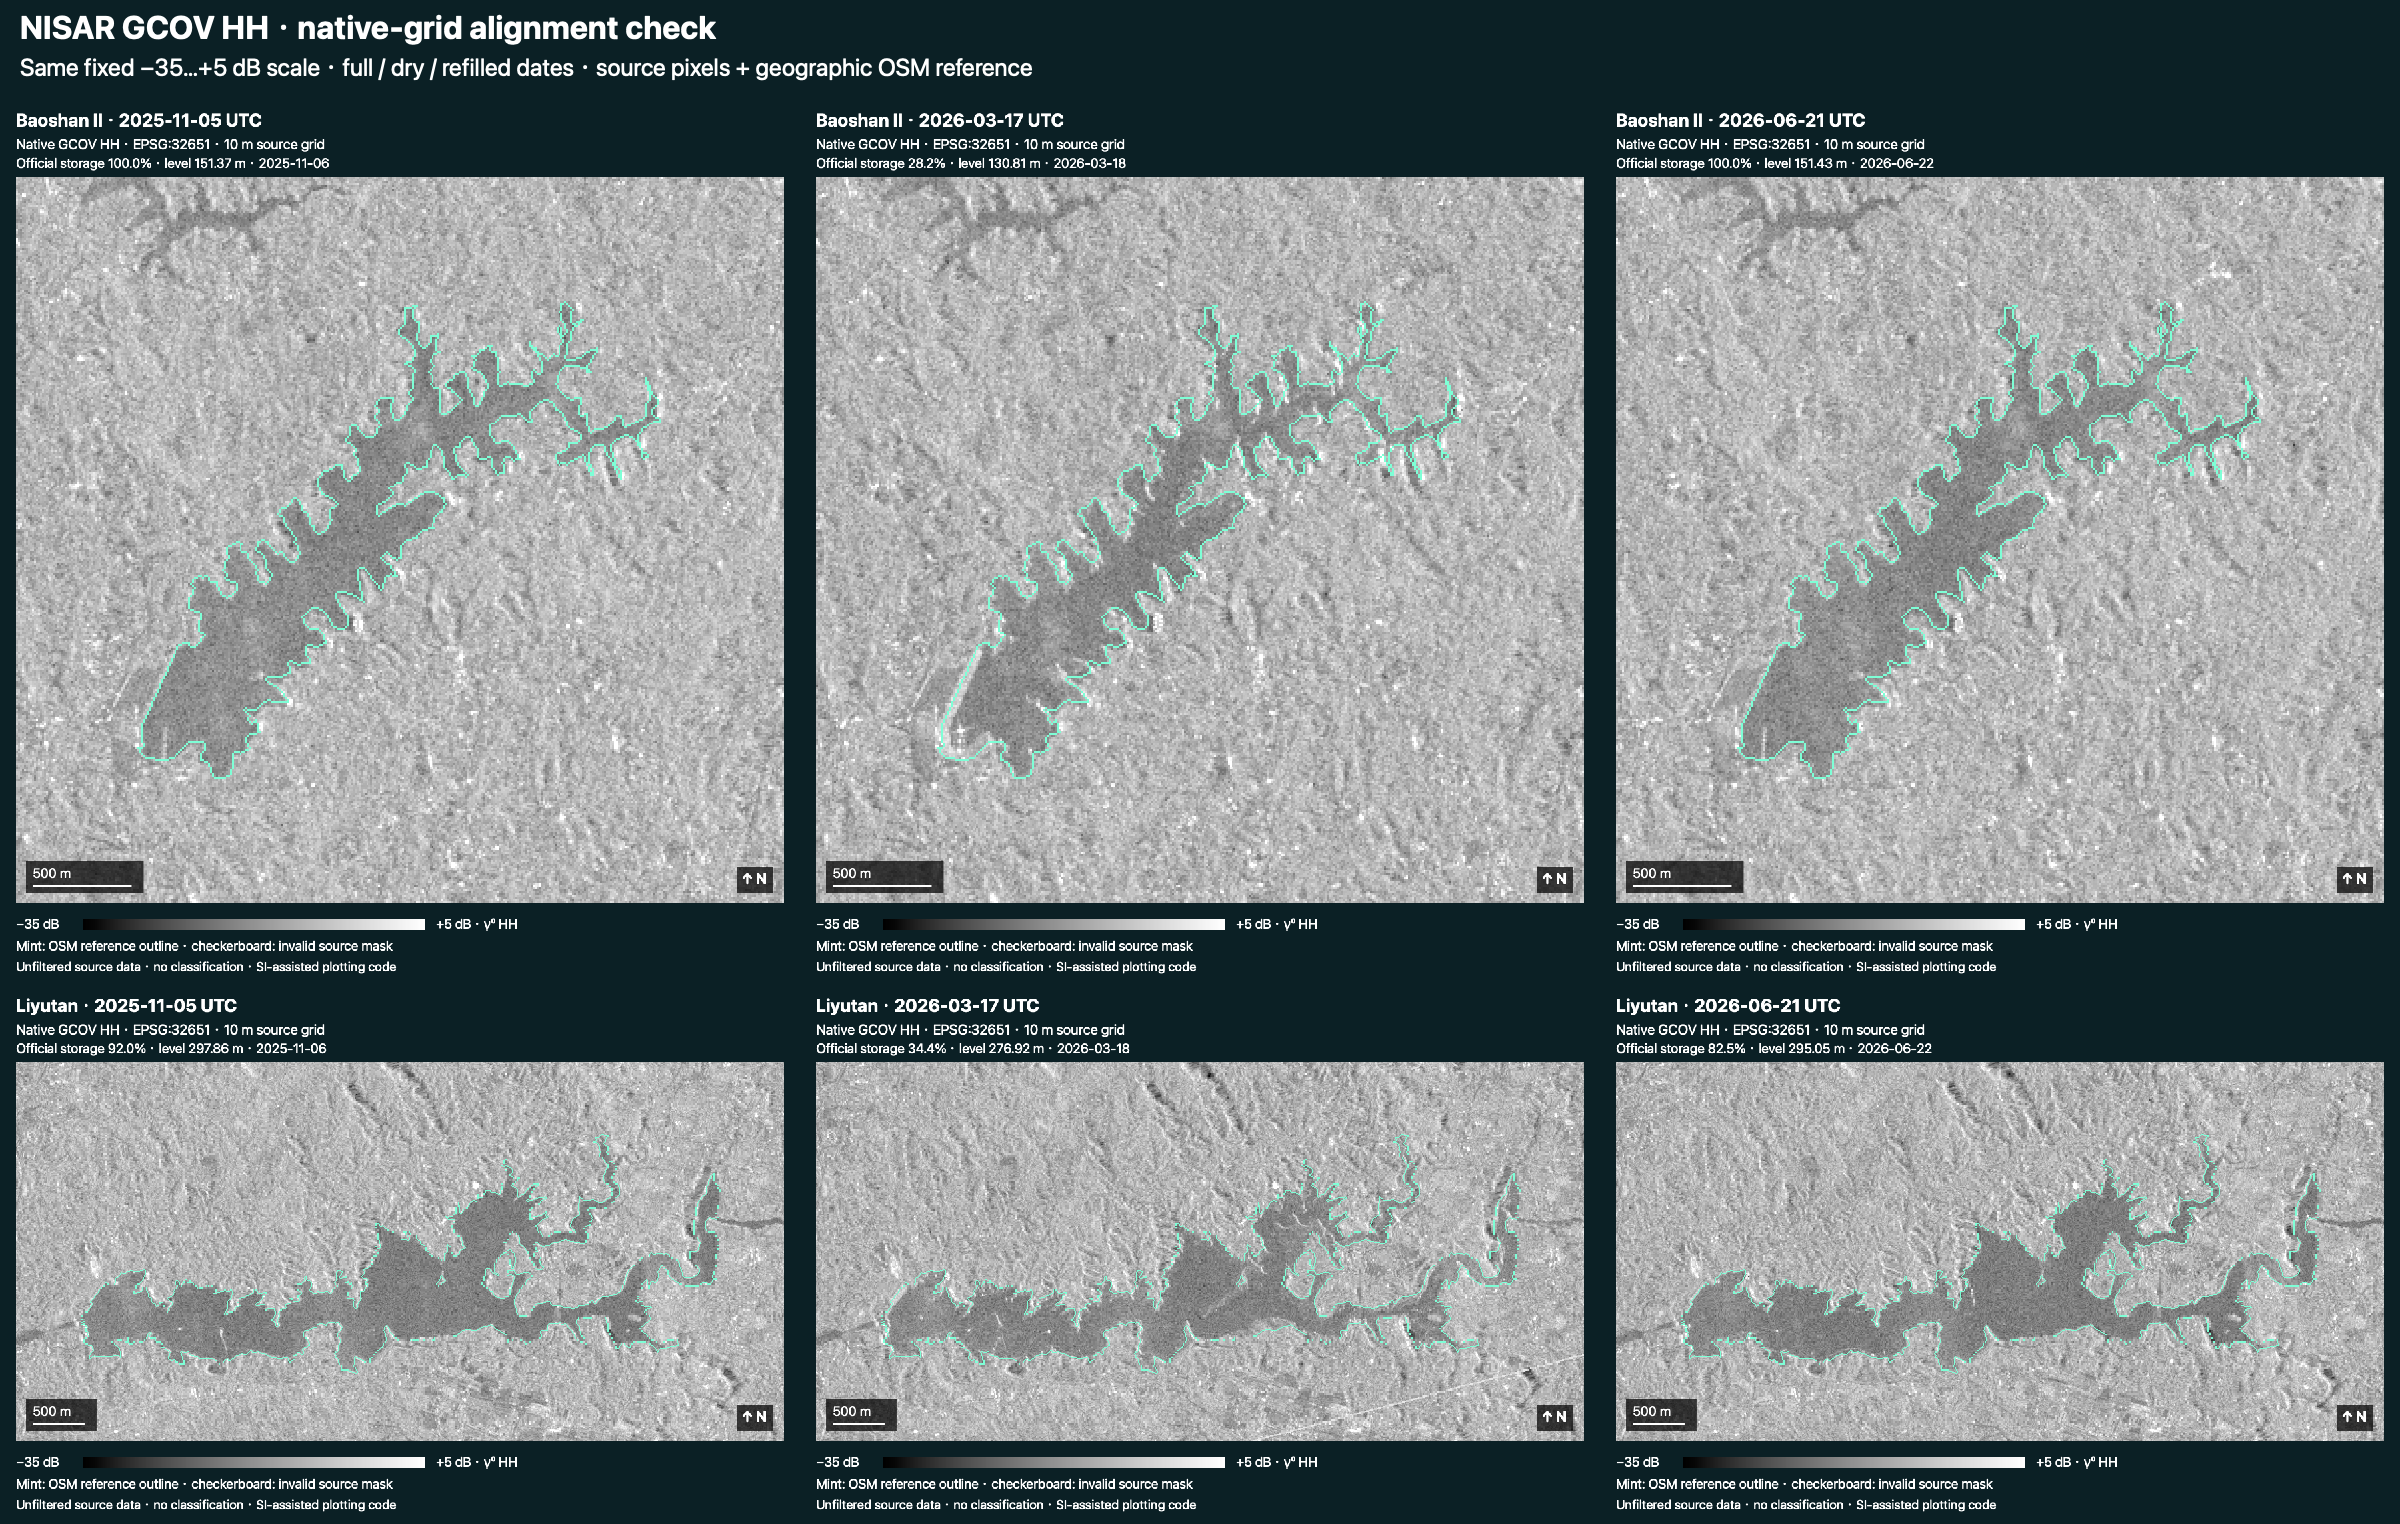 NISAR GCOV HH · native-grid alignment check
Same fixed −35…+5 dB scale · full / dry / refilled dates · source pixels + geographic OSM reference
Baoshan II · 2025-11-05 UTC
Native GCOV HH · EPSG:32651 · 10 m source grid
Official storage 100.0% · level 151.37 m · 2025-11-06
500 m
↑ N
−35 dB
+5 dB · γ⁰ HH
Mint: OSM reference outline · checkerboard: invalid source mask
Unfiltered source data · no classification · SI-assisted plotting code
Baoshan II · 2026-03-17 UTC
Native GCOV HH · EPSG:32651 · 10 m source grid
Official storage 28.2% · level 130.81 m · 2026-03-18
500 m
↑ N
−35 dB
+5 dB · γ⁰ HH
Mint: OSM reference outline · checkerboard: invalid source mask
Unfiltered source data · no classification · SI-assisted plotting code
Baoshan II · 2026-06-21 UTC
Native GCOV HH · EPSG:32651 · 10 m source grid
Official storage 100.0% · level 151.43 m · 2026-06-22
500 m
↑ N
−35 dB
+5 dB · γ⁰ HH
Mint: OSM reference outline · checkerboard: invalid source mask
Unfiltered source data · no classification · SI-assisted plotting code
Liyutan · 2025-11-05 UTC
Native GCOV HH · EPSG:32651 · 10 m source grid
Official storage 92.0% · level 297.86 m · 2025-11-06
500 m
↑ N
−35 dB
+5 dB · γ⁰ HH
Mint: OSM reference outline · checkerboard: invalid source mask
Unfiltered source data · no classification · SI-assisted plotting code
Liyutan · 2026-03-17 UTC
Native GCOV HH · EPSG:32651 · 10 m source grid
Official storage 34.4% · level 276.92 m · 2026-03-18
500 m
↑ N
−35 dB
+5 dB · γ⁰ HH
Mint: OSM reference outline · checkerboard: invalid source mask
Unfiltered source data · no classification · SI-assisted plotting code
Liyutan · 2026-06-21 UTC
Native GCOV HH · EPSG:32651 · 10 m source grid
Official storage 82.5% · level 295.05 m · 2026-06-22
500 m
↑ N
−35 dB
+5 dB · γ⁰ HH
Mint: OSM reference outline · checkerboard: invalid source mask
Unfiltered source data · no classification · SI-assisted plotting code